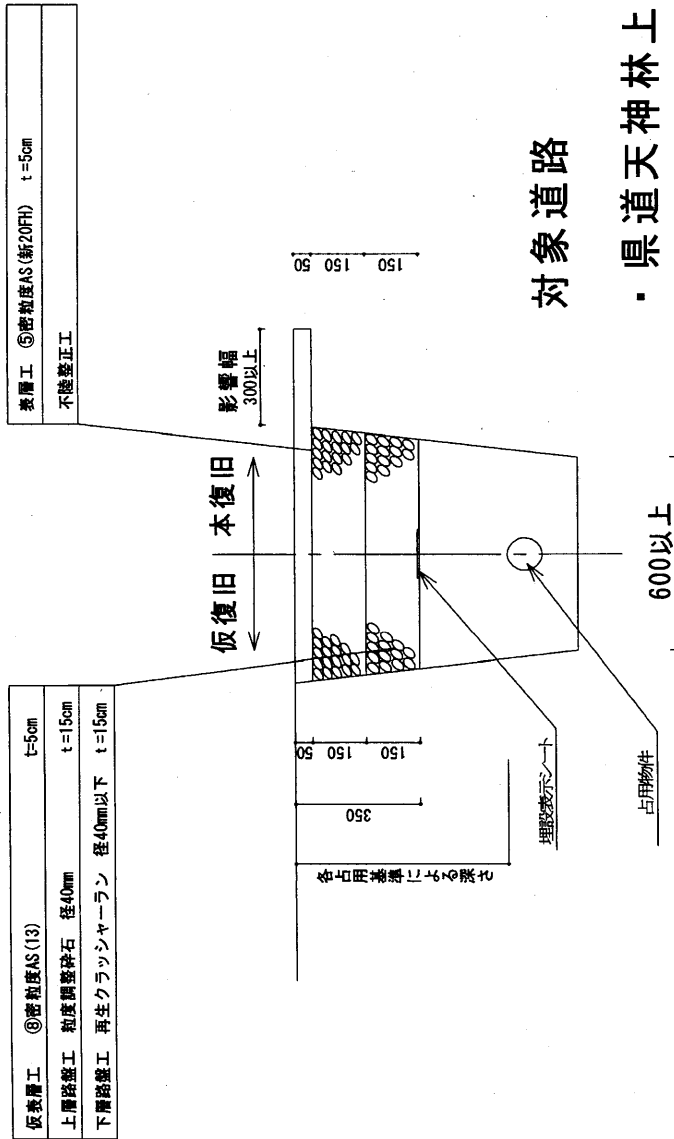 仮表層工 ⑧密粒度AS(13) t=5cm
上層路盤工 粒度調整砕石 径40mm t=15cm
下層路盤工 再生クラッシャーラン 径40mm以下 t=15cm
表層工 ⑤密粒度AS(新20FH) t=5cm
不陸整正工
仮復旧 本復旧
影響幅
300以上
50
150
150
50
150
150
350
各占用基準による深さ
埋設表示シート
占用物件
600以上
対象道路
・県道天神林上